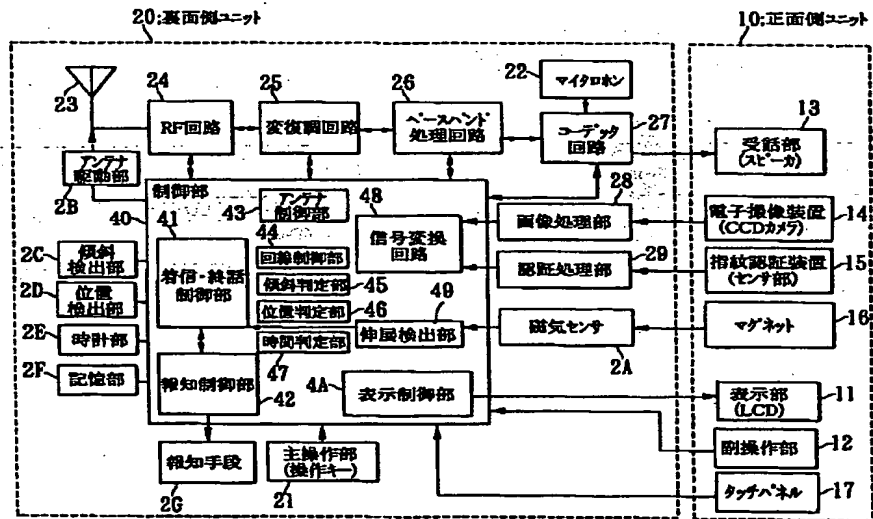 20;裏面側ユニット
10;正面側ユニット
23
24
RF回路
25
変復調回路
26
ベースバンド
処理回路
22
マイクロホン
コーデック
回路
27
13
受話部
(スピーカ)
アンテナ
駆動部
2B
制御部
40
43
アンテナ
制御部
48
信号変換
回路
28
画像処理部
電子撮像装置
(CCDカメラ)
14
41
着信・終話
制御部
44
回線制御部
傾斜判定部
45
位置判定部
46
時間判定部
47
29
認証処理部
指紋認証装置
(センサ部)
15
2C
傾斜
検出部
2D
位置
検出部
2E
時計部
2F
記憶部
49
伸展検出部
磁気センサ
2A
マグネット
16
報知制御部
42
4A
表示制御部
表示部
(LCD)
11
副操作部
12
タッチパネル
17
報知手段
2G
主操作部
(操作キー)
21